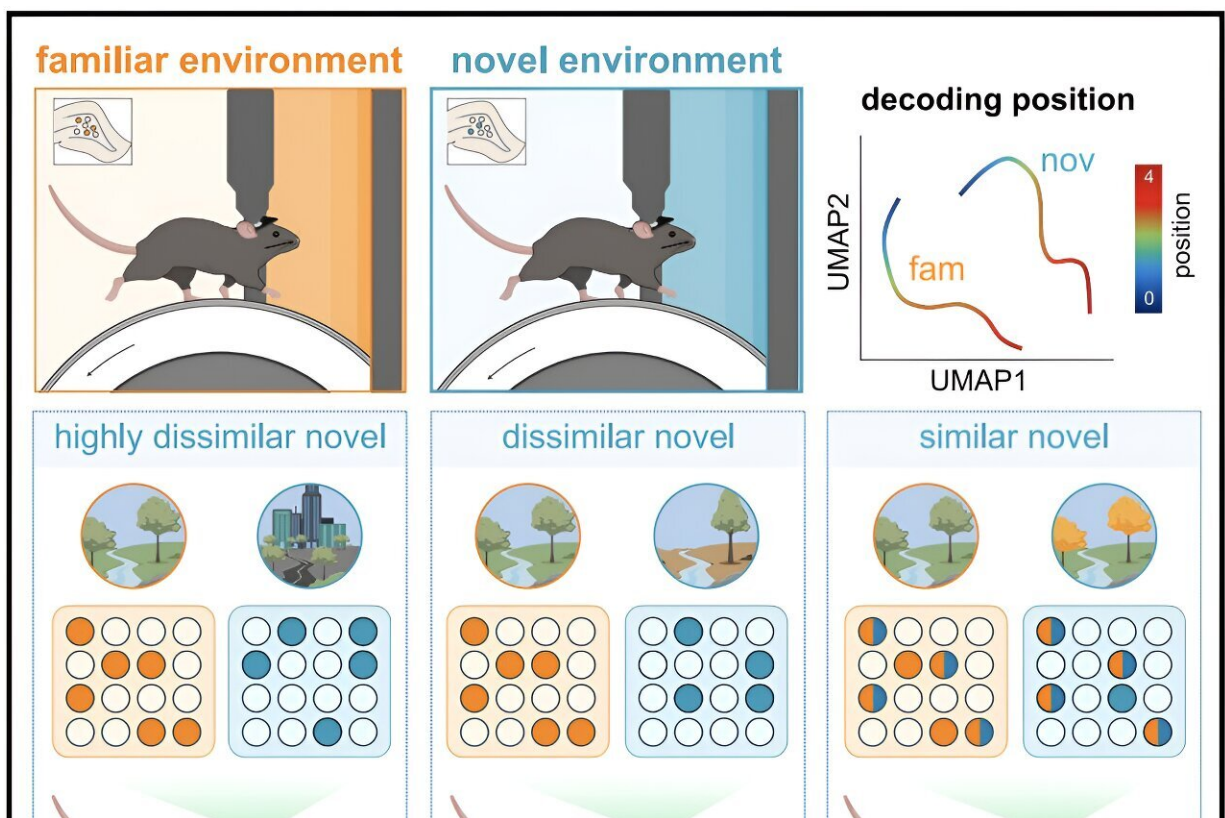 familiar environment
novel environment
decoding position
UMAP2
nov
fam
4
0
position
UMAP1
highly dissimilar novel
dissimilar novel
similar novel